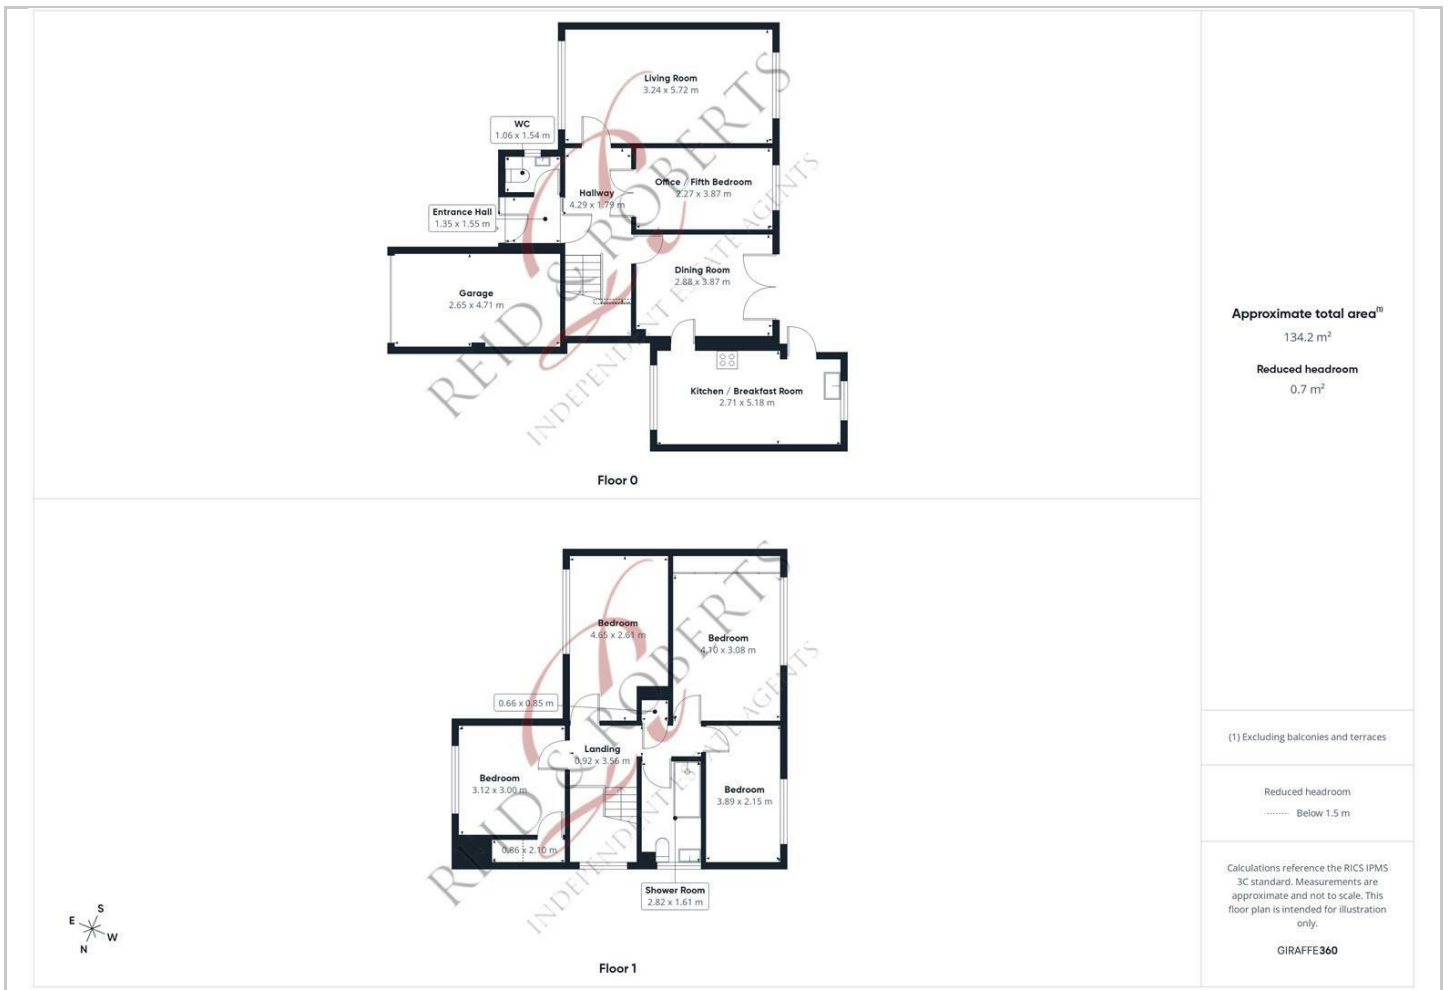 Living Room
3.24 x 5.72 m
WC
1.06 x 1.54 m
Office / Fifth Bedroom
2.27 x 3.87 m
Hallway
4.29 x 1.79 m
Entrance Hall
1.35 x 1.55 m
Dining Room
2.88 x 3.87 m
Garage
2.65 x 4.71 m
Kitchen / Breakfast Room
2.71 x 5.18 m
REID & ROBERTS
INDEPENDENT ESTATE AGENTS
Floor 0
Bedroom
4.65 x 2.61 m
Bedroom
4.10 x 3.08 m
0.66 x 0.85 m
Landing
0.92 x 3.56 m
Bedroom
3.12 x 3.00 m
Bedroom
3.89 x 2.15 m
0.86 x 2.10 m
Shower Room
2.82 x 1.61 m
REID & ROBERTS
INDEPENDENT ESTATE AGENTS
S
E
W
N
Floor 1
Approximate total area(1)
134.2 m²
Reduced headroom
0.7 m²
(1) Excluding balconies and terraces
Reduced headroom
Below 1.5 m
Calculations reference the RICS IPMS
3C standard. Measurements are
approximate and not to scale. This
floor plan is intended for illustration
only.
GIRAFFE360